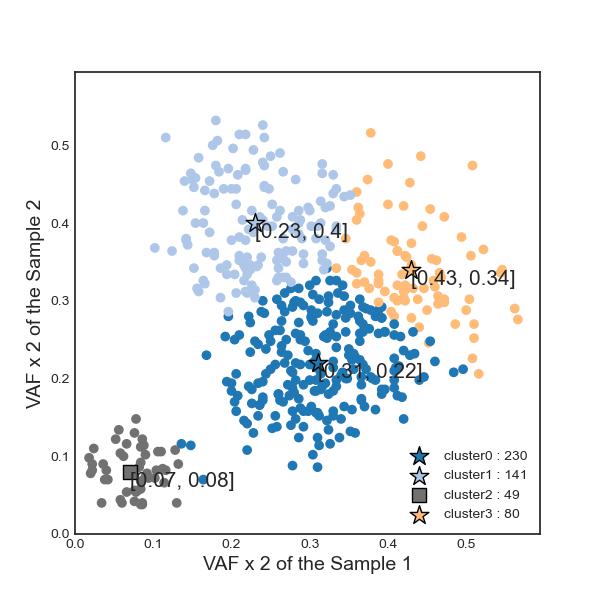 VAF x 2 of the Sample 2
0.5
0.4
0.3
0.2
0.1
0.0
[0.23, 0.4]
[0.43, 0.34]
[0.31, 0.22]
[0.07, 0.08]
cluster0 : 230
cluster1 : 141
cluster2 : 49
cluster3 : 80
0.0 0.1 0.2 0.3 0.4 0.5
VAF x 2 of the Sample 1